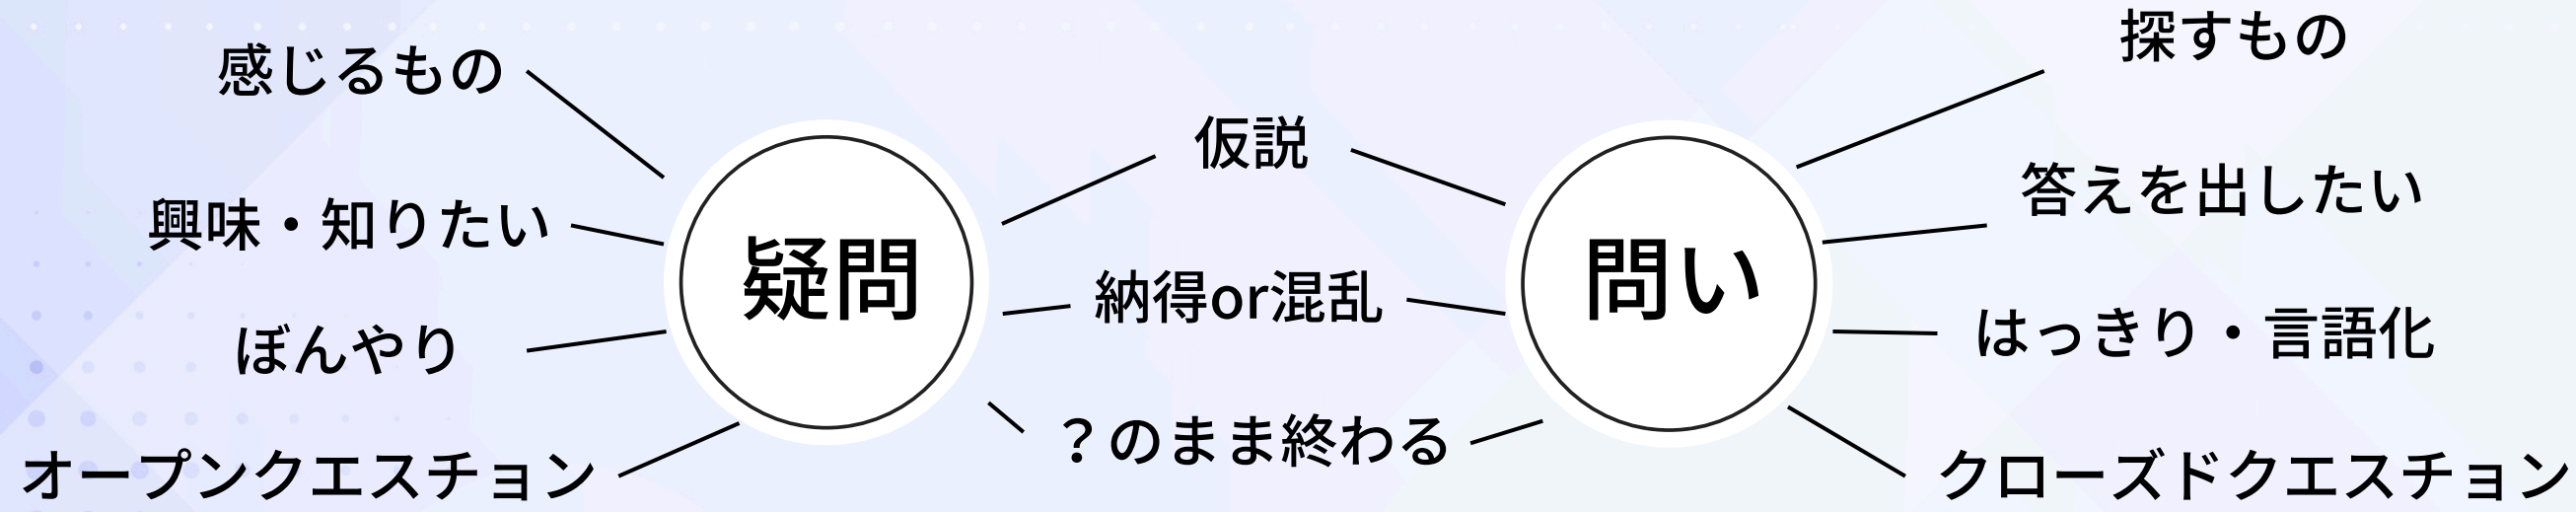 感じるもの
興味・知りたい
ぼんやり
オープンクエスチョン
疑問
仮説
納得or混乱
？のまま終わる
問い
探すもの
答えを出したい
はっきり・言語化
クローズドクエスチョン